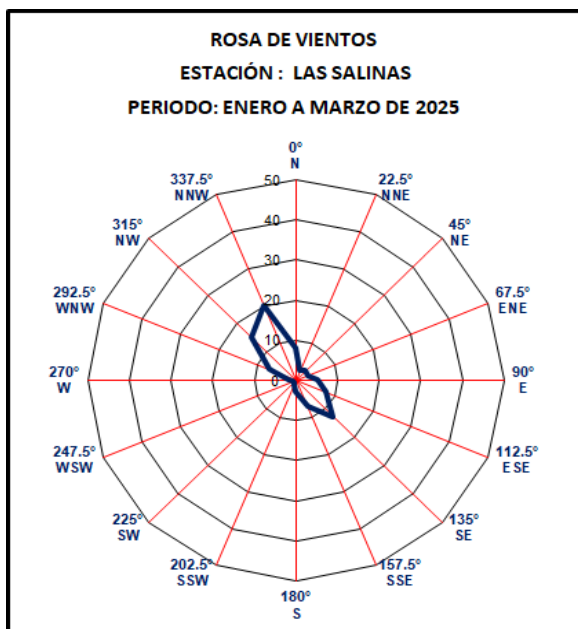 ROSA DE VIENTOS
ESTACIÓN : LAS SALINAS
PERIODO: ENERO A MARZO DE 2025
0°
N
22.5°
NNE
45°
NE
67.5°
ENE
90°
E
112.5°
ESE
135°
SE
157.5°
SSE
180°
S
202.5°
SSW
225°
SW
247.5°
WSW
270°
W
292.5°
WNW
315°
NW
337.5°
NNW
50
40
30
20
10
0